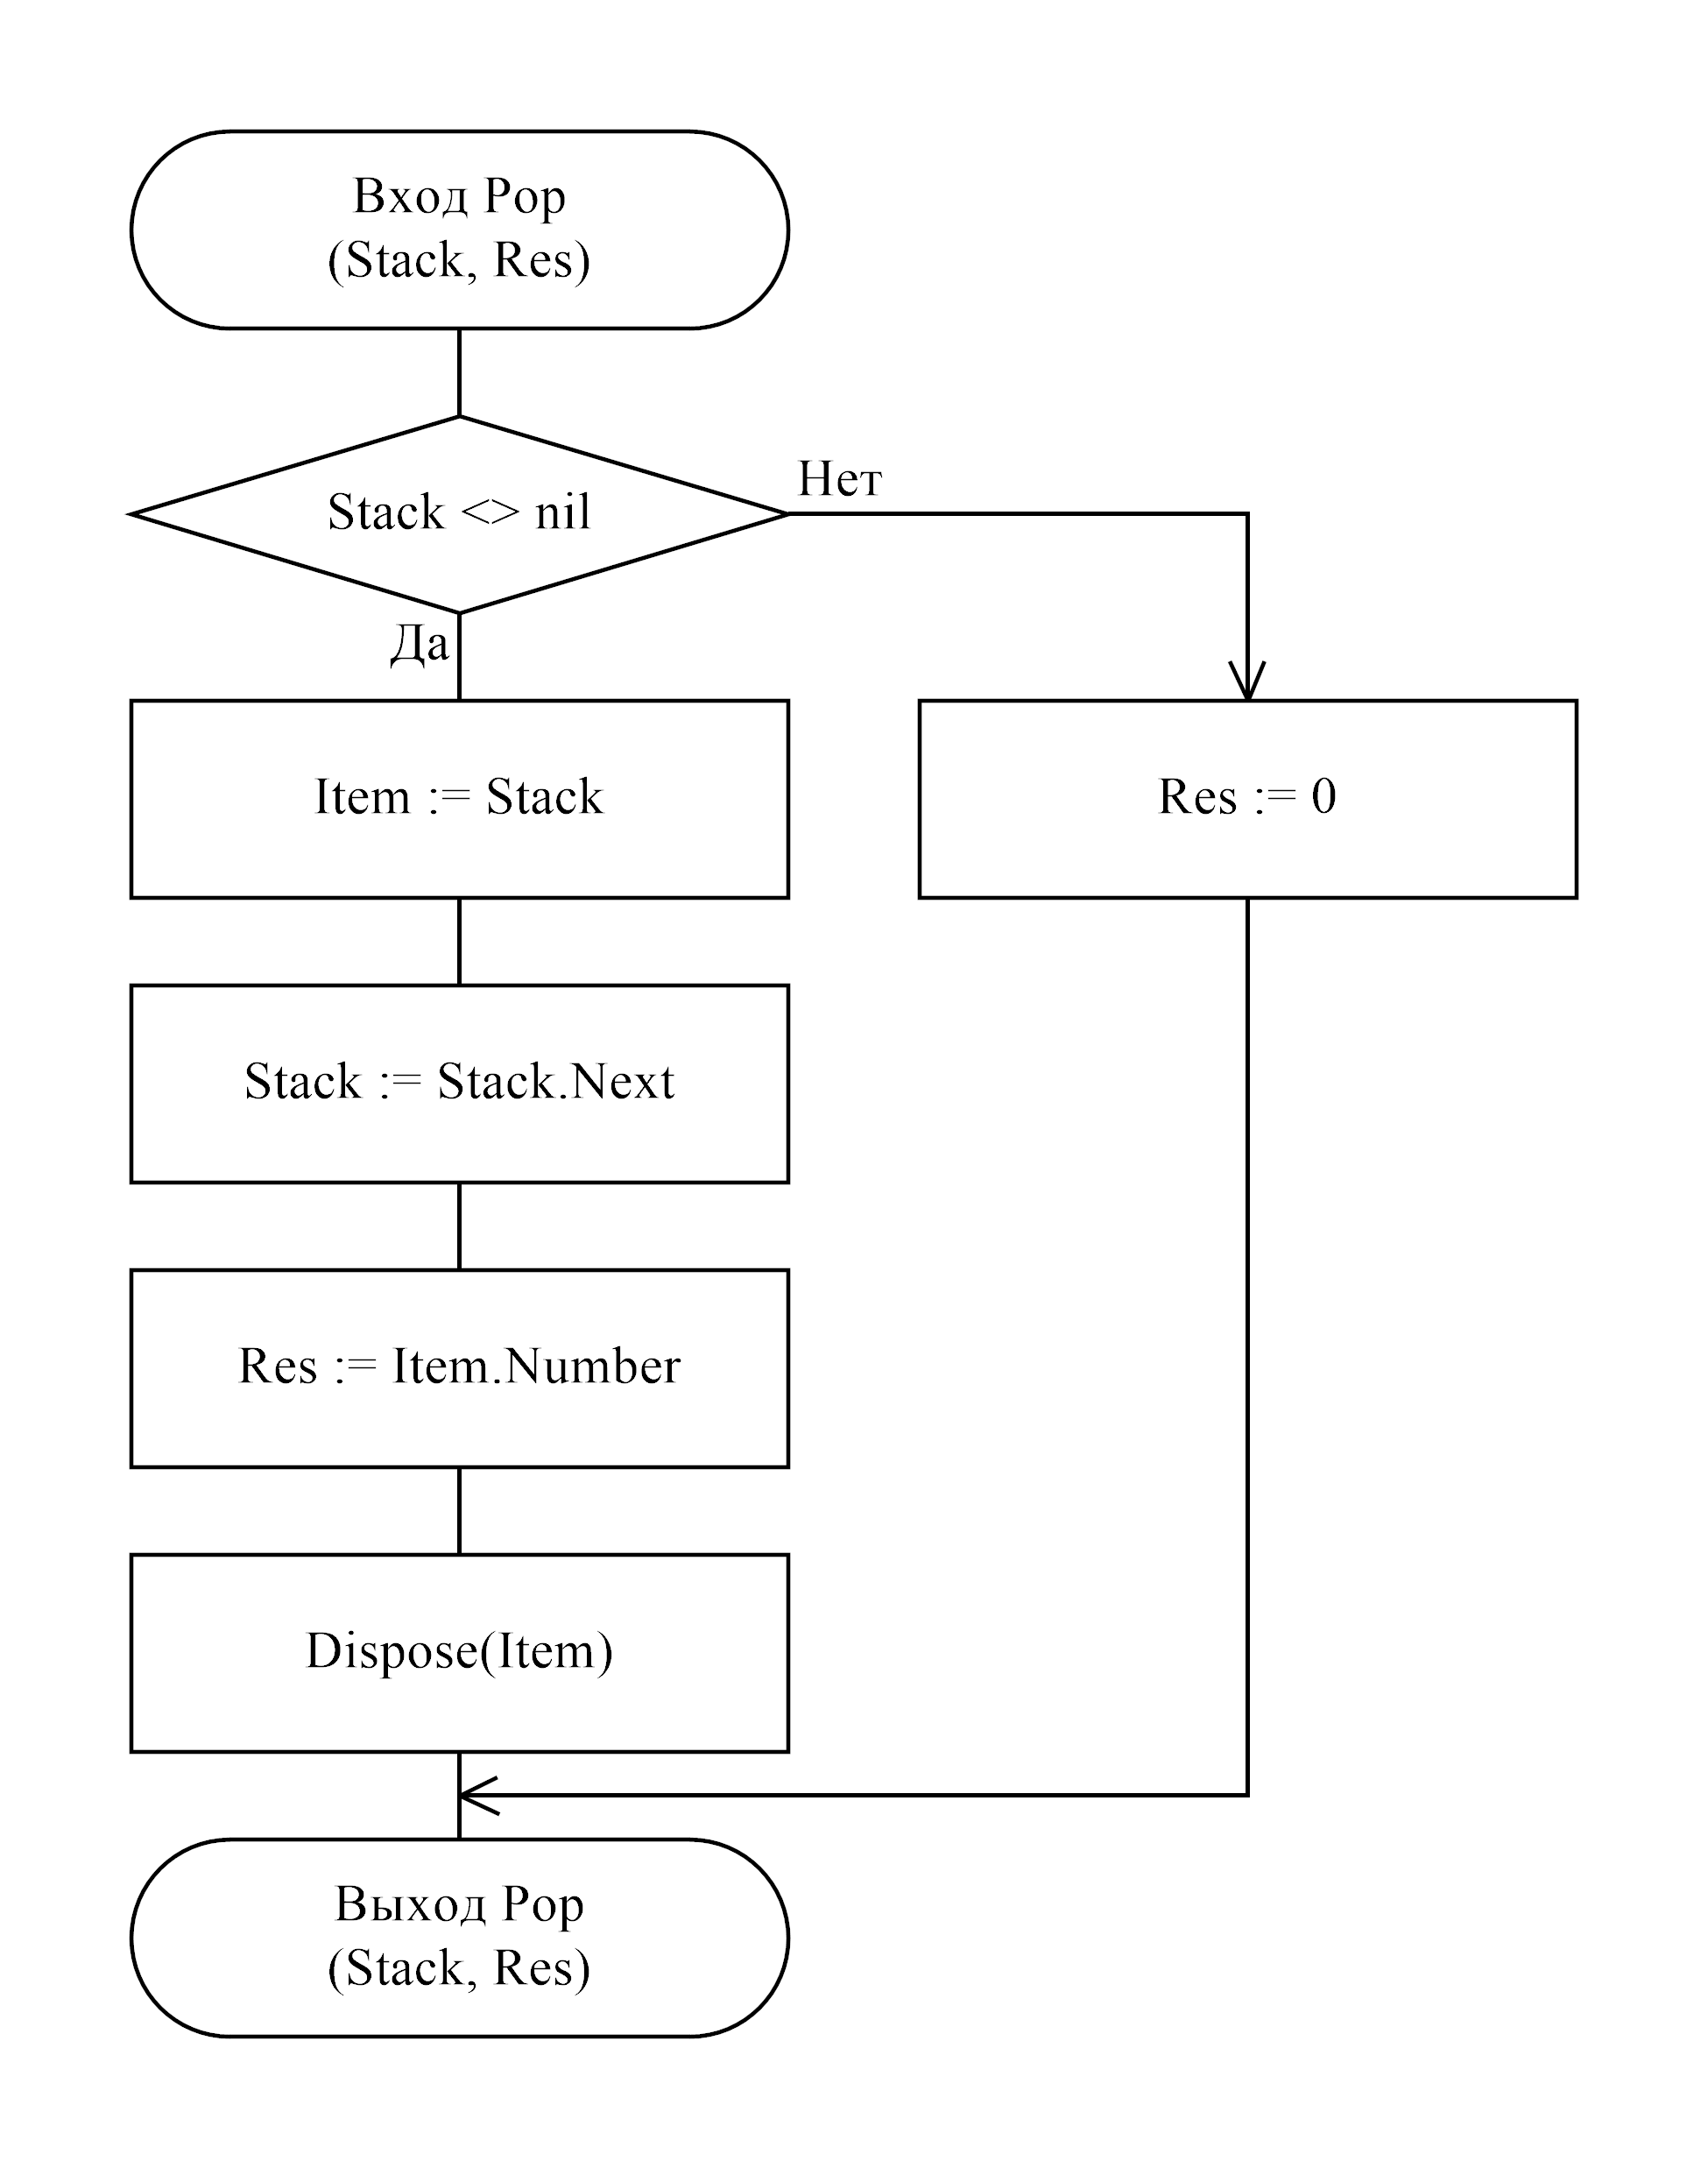 Вход Pop
(Stack, Res)
Stack <> nil
Нет
Да
Item := Stack
Res := 0
Stack := Stack.Next
Res := Item.Number
Dispose(Item)
Выход Pop
(Stack, Res)